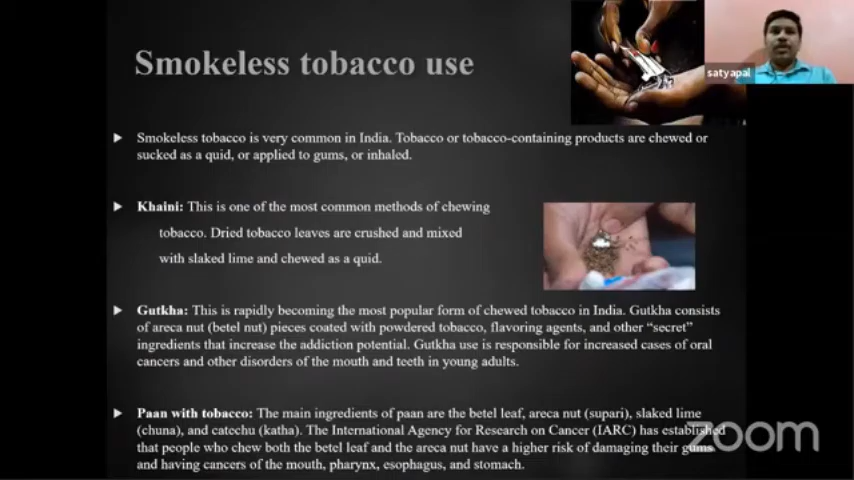 Smokeless tobacco use
satyapal
Smokeless tobacco is very common in India. Tobacco or tobacco-containing products are chewed or
sucked as a quid, or applied to gums, or inhaled.
Khaini: This is one of the most common methods of chewing
tobacco. Dried tobacco leaves are crushed and mixed
with slaked lime and chewed as a quid.
Gutkha: This is rapidly becoming the most popular form of chewed tobacco in India. Gutkha consists
of areca nut (betel nut) pieces coated with powdered tobacco, flavoring agents, and other “secret”
ingredients that increase the addiction potential. Gutkha use is responsible for increased cases of oral
cancers and other disorders of the mouth and teeth in young adults.
Paan with tobacco: The main ingredients of paan are the betel leaf, areca nut (supari), slaked lime
(chuna), and catechu (katha). The International Agency for Research on Cancer (IARC) has established
that people who chew both the betel leaf and the areca nut have a higher risk of damaging their gums
and having cancers of the mouth, pharynx, esophagus, and stomach.
zoom